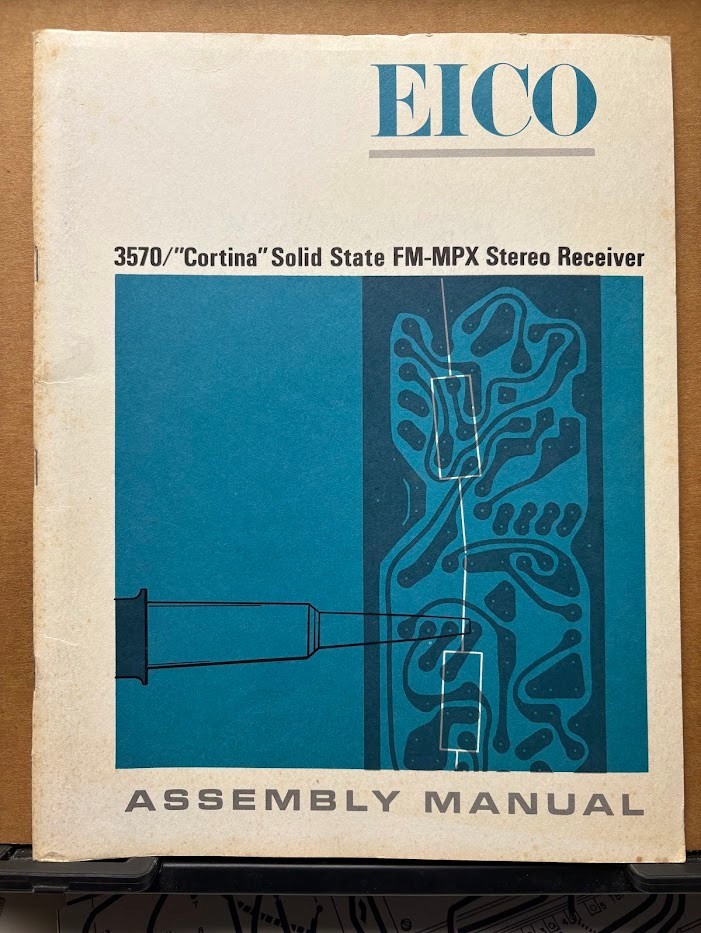 EICO
3570/"Cortina" Solid State FM-MPX Stereo Receiver
ASSEMBLY MANUAL